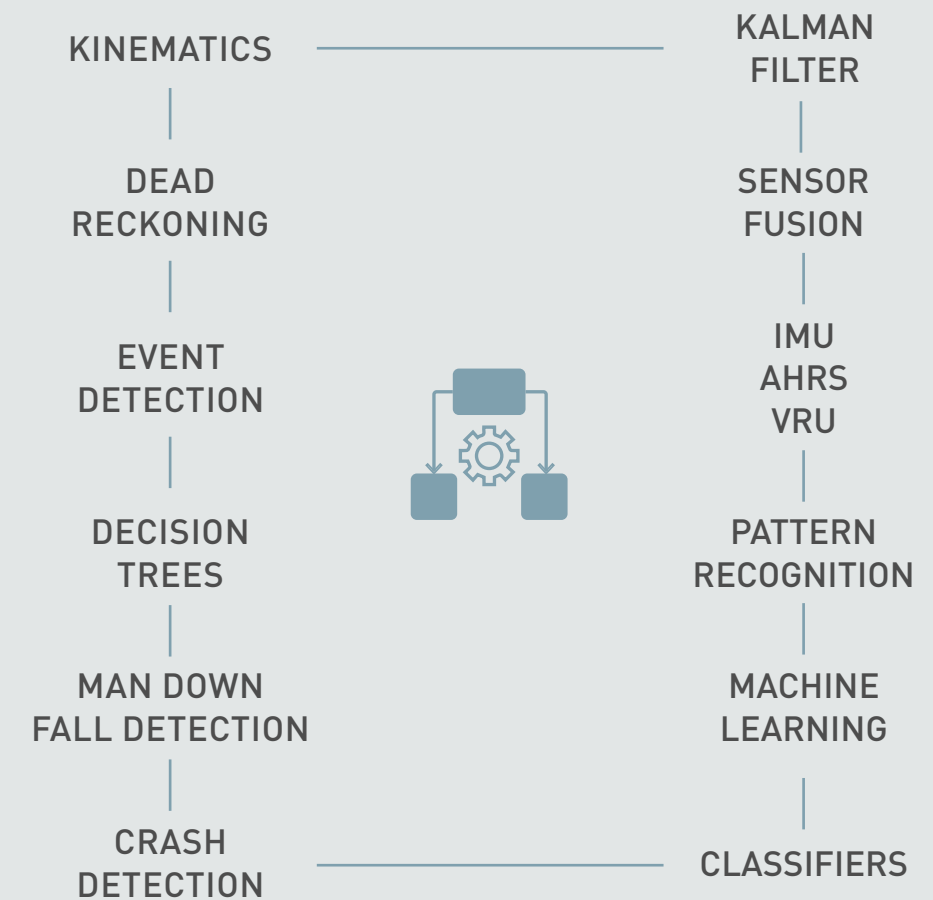 KINEMATICS
DEAD
RECKONING
EVENT
DETECTION
DECISION
TREES
MAN DOWN
FALL DETECTION
CRASH
DETECTION
KALMAN
FILTER
SENSOR
FUSION
IMU
AHRS
VRU
PATTERN
RECOGNITION
MACHINE
LEARNING
CLASSIFIERS